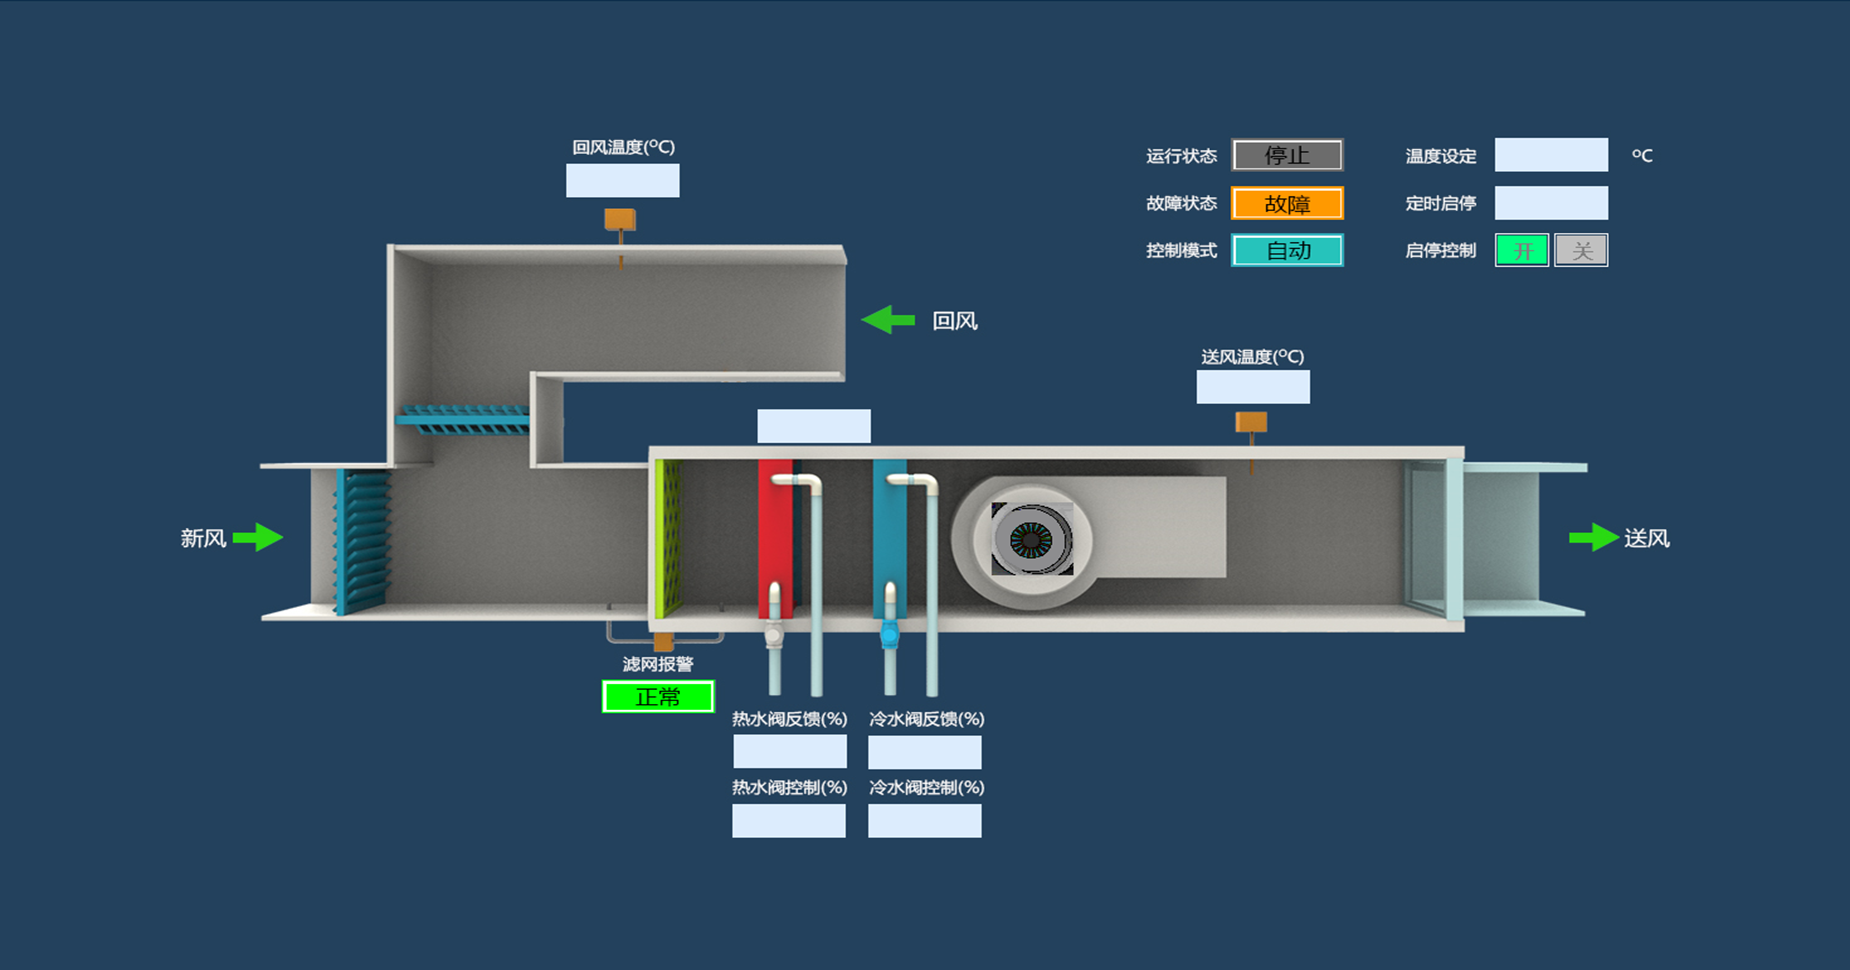 回风温度(℃)
运行状态 停止 温度设定 ℃
故障状态 故障 定时启停
控制模式 自动 启停控制 开 关
回风
送风温度(℃)
新风
送风
滤网报警
正常
热水阀反馈(%) 冷水阀反馈(%)
热水阀控制(%) 冷水阀控制(%)